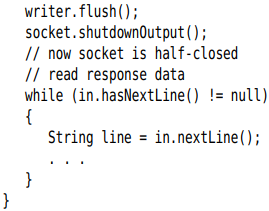 writer.flush();
socket.shutdownOutput();
// now socket is half-closed
// read response data
while (in.hasNextLine() != null)
{
String line = in.nextLine();
. . .
}
}